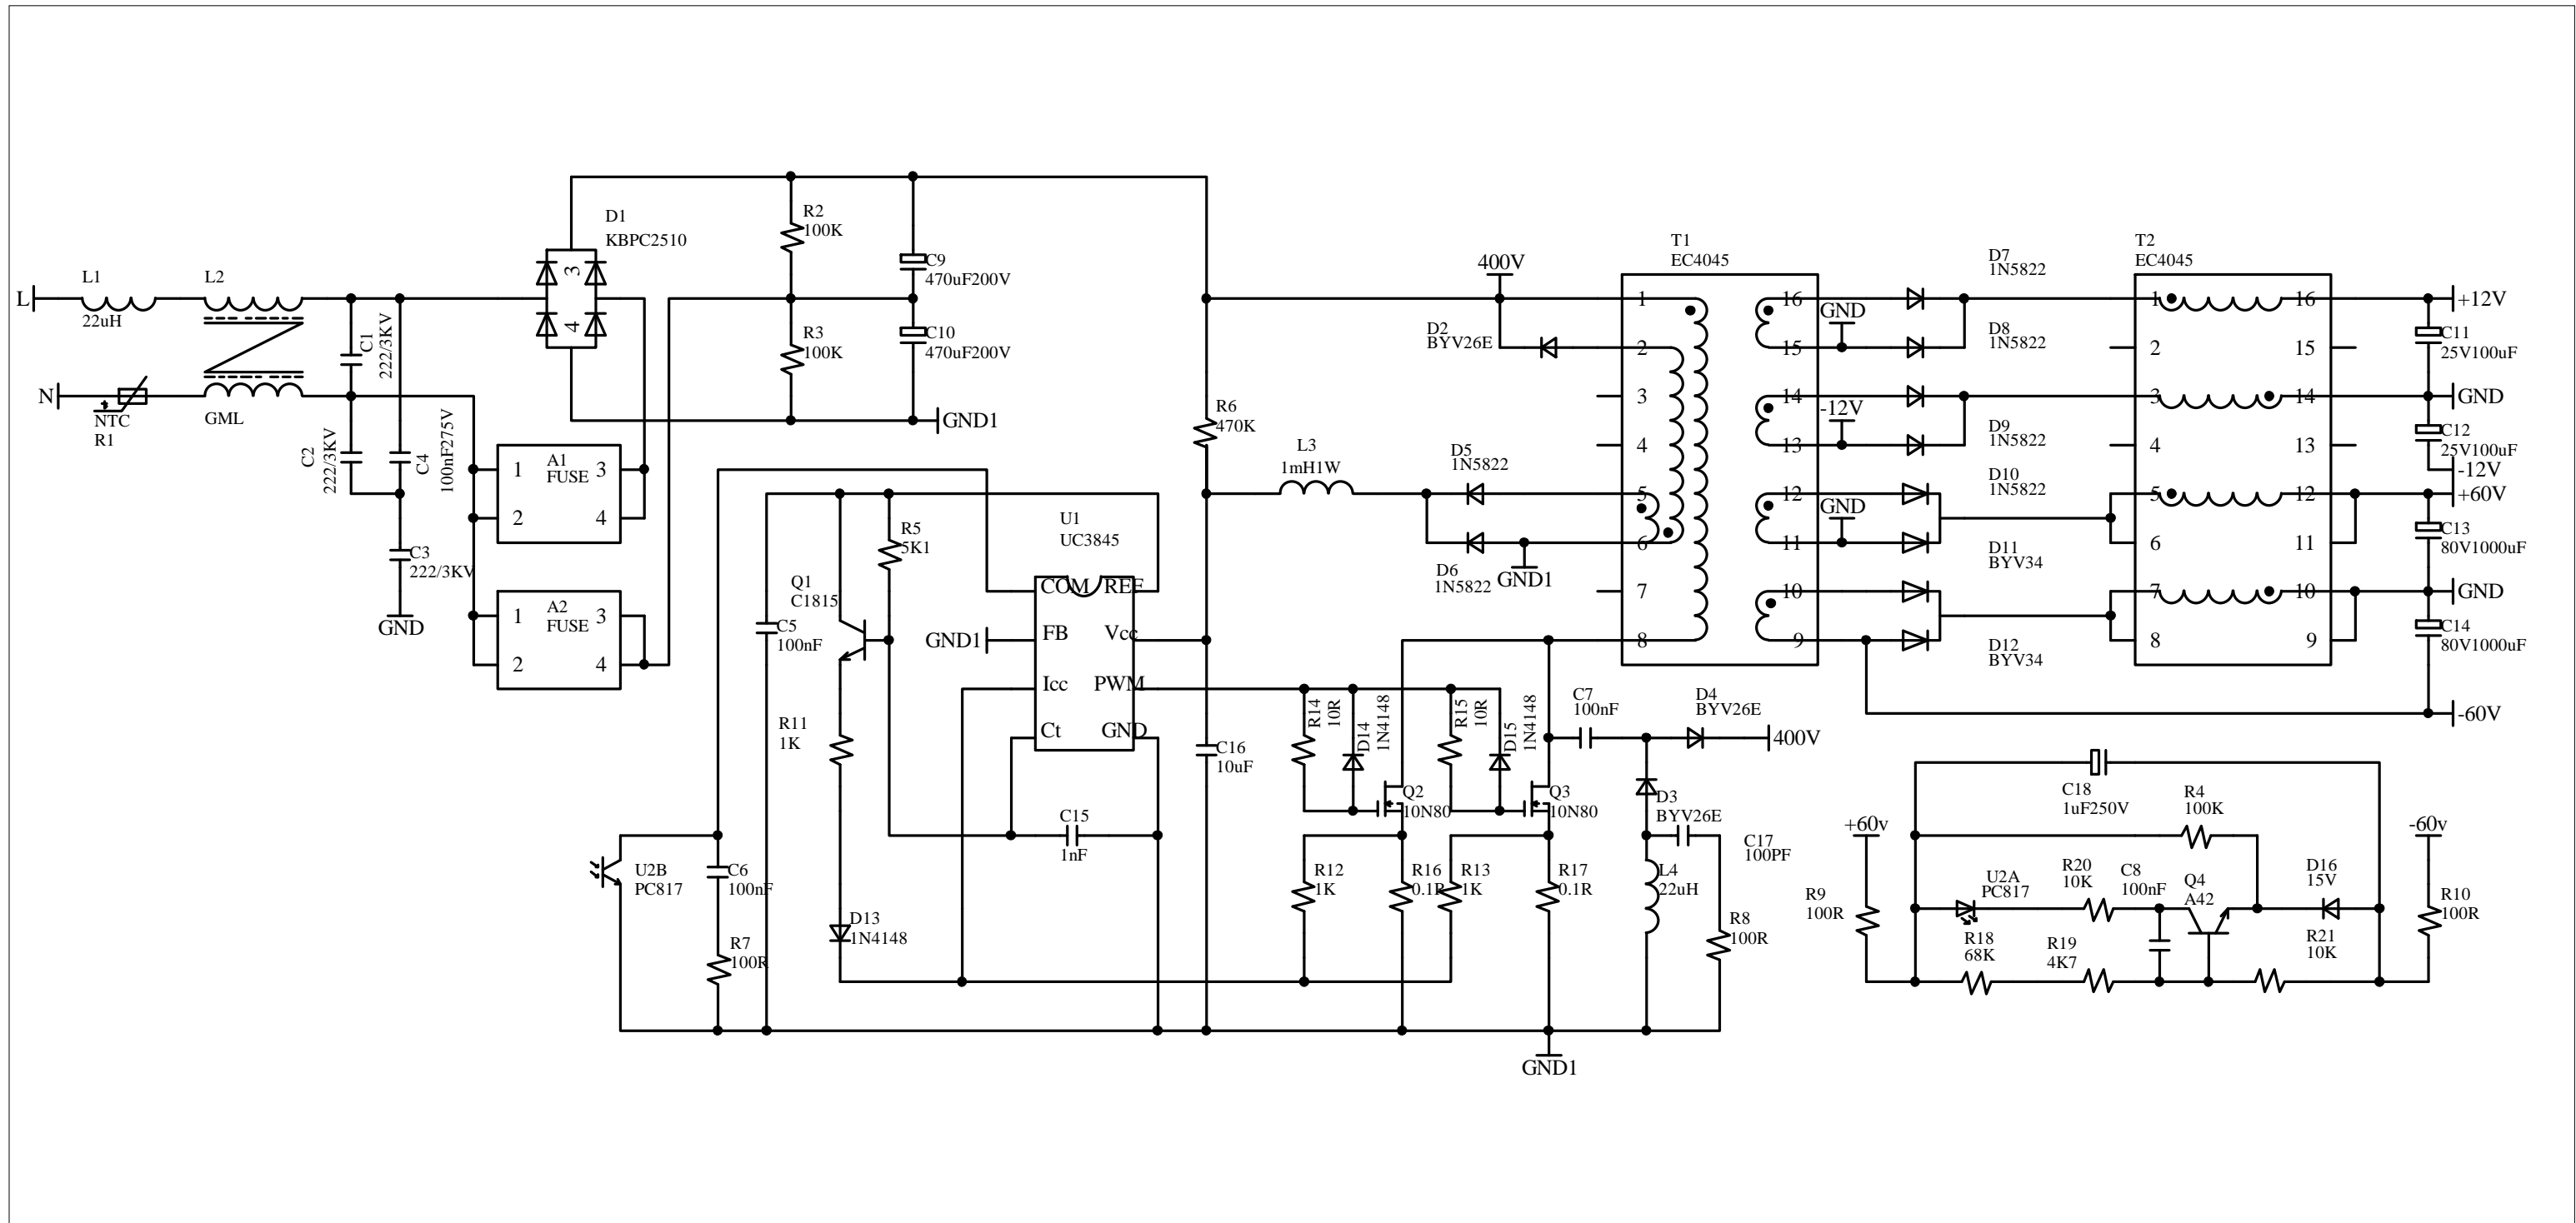 L
L1
22uH
L2
N
NTC
R1
GML
C1
222/3KV
C2
222/3KV
C4
100nF275V
C3
222/3KV
GND
D1
KBPC2510
3
4
A1
FUSE
1
2
3
4
A2
FUSE
1
2
3
4
R2
100K
R3
100K
C9
470uF200V
C10
470uF200V
GND1
R6
470K
L3
1mH1W
D5
1N5822
D6
1N5822
GND1
400V
D2
BYV26E
U1
UC3845
COM
REF
FB
Vcc
Icc
PWM
Ct
GND
GND1
R5
5K1
Q1
C1815
C5
100nF
R11
1K
D13
1N4148
U2B
PC817
C6
100nF
R7
100R
C15
1nF
C16
10uF
R14
10R
D14
1N4148
R15
10R
D15
1N4148
Q2
10N80
Q3
10N80
R12
1K
R16
0.1R
R13
1K
R17
0.1R
C7
100nF
D4
BYV26E
400V
D3
BYV26E
C17
100PF
L4
22uH
R8
100R
GND1
T1
EC4045
1
2
3
4
5
6
7
8
16
15
14
13
12
11
10
9
GND
-12V
GND
D7
1N5822
D8
1N5822
D9
1N5822
D10
1N5822
D11
BYV34
D12
BYV34
T2
EC4045
1
2
3
4
5
6
7
8
16
15
14
13
12
11
10
9
+12V
C11
25V100uF
GND
C12
25V100uF
-12V
+60V
C13
80V1000uF
GND
C14
80V1000uF
-60V
C18
1uF250V
R4
100K
+60v
-60v
R9
100R
U2A
PC817
R20
10K
C8
100nF
Q4
A42
D16
15V
R10
100R
R18
68K
R19
4K7
R21
10K